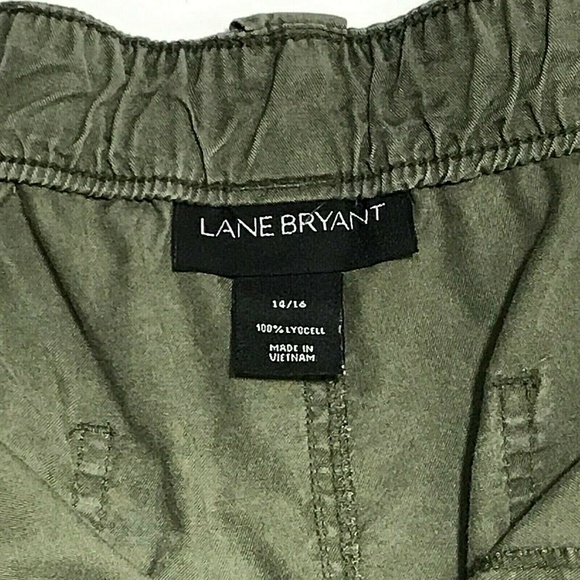 LANE BRYANT
14/16
100% LYOCELL
MADE IN
VIETNAM